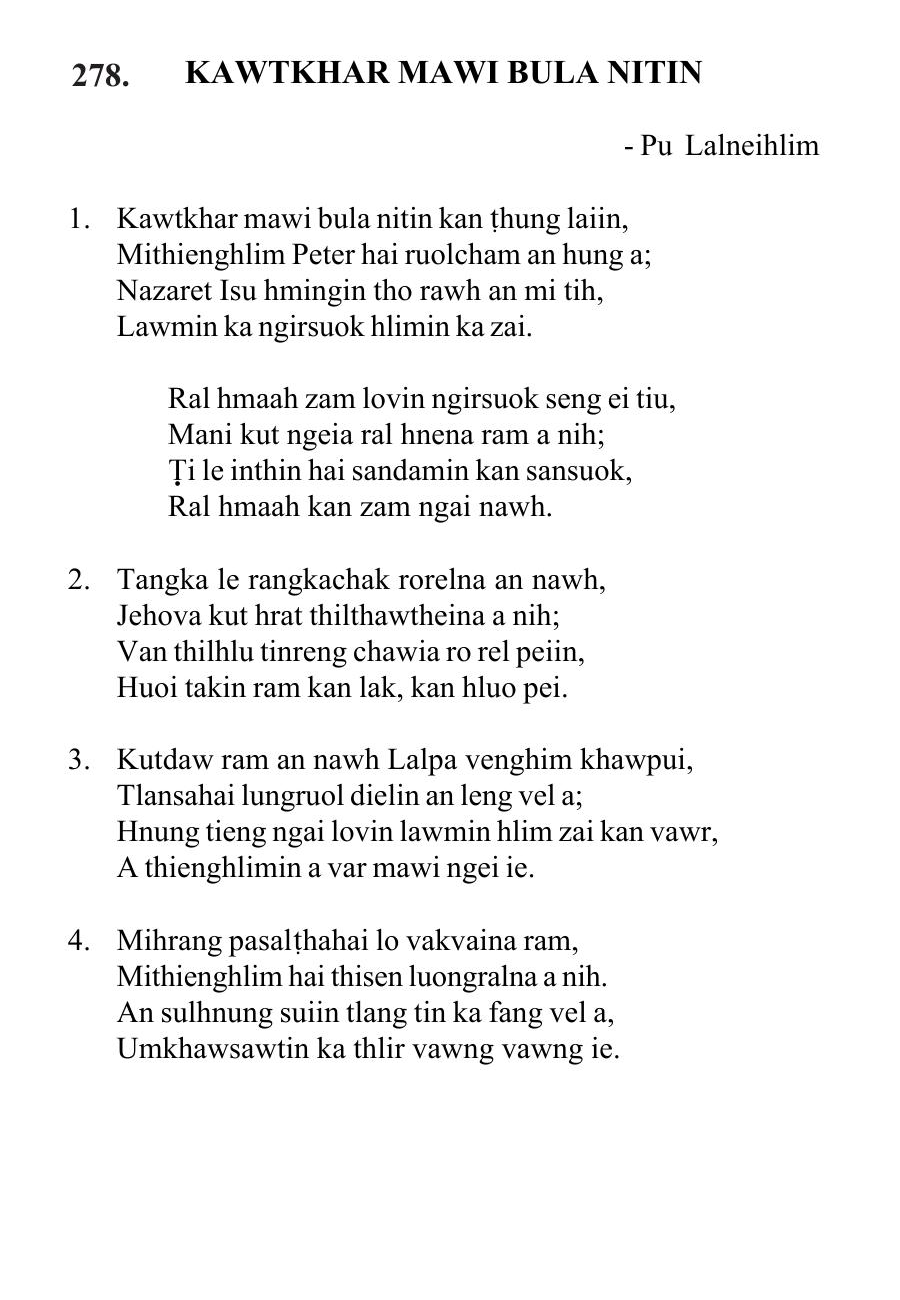 278. KAWTKHAR MAWI BULA NITIN
- Pu Lalneihlim
1. Kawtkhar mawi bula nitin kan ṭhung laiin,
Mithienghlim Peter hai ruolcham an hung a;
Nazaret Isu hmingin tho rawh an mi tih,
Lawmin ka ngirsuok hlimin ka zai.
Ral hmaah zam lovin ngirsuok seng ei tiu,
Mani kut ngeia ral hnena ram a nih;
Ṭi le inthin hai sandamin kan sansuok,
Ral hmaah kan zam ngai nawh.
2. Tangka le rangkachak rorelna an nawh,
Jehova kut hrat thilthawtheina a nih;
Van thilhlu tinreng chawia ro rel peiin,
Huoi takin ram kan lak, kan hluo pei.
3. Kutdaw ram an nawh Lalpa venghim khawpui,
Tlansahai lungruol dielin an leng vel a;
Hnung tieng ngai lovin lawmin hlim zai kan vawr,
A thienghlimin a var mawi ngei ie.
4. Mihrang pasalṭhahai lo vakvaina ram,
Mithienghlim hai thisen luongralna a nih.
An sulhnung suiin tlang tin ka fang vel a,
Umkhawsawtin ka thlir vawng vawng ie.